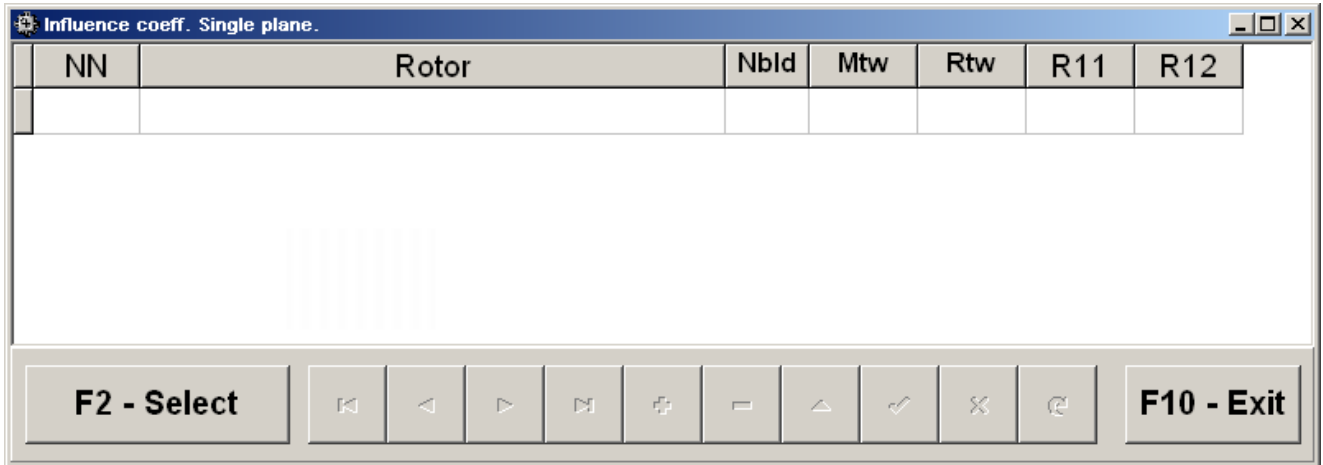 Influence coeff. Single plane.
NN Rotor Nbld Mtw Rtw R11 R12
F2 - Select F10 - Exit